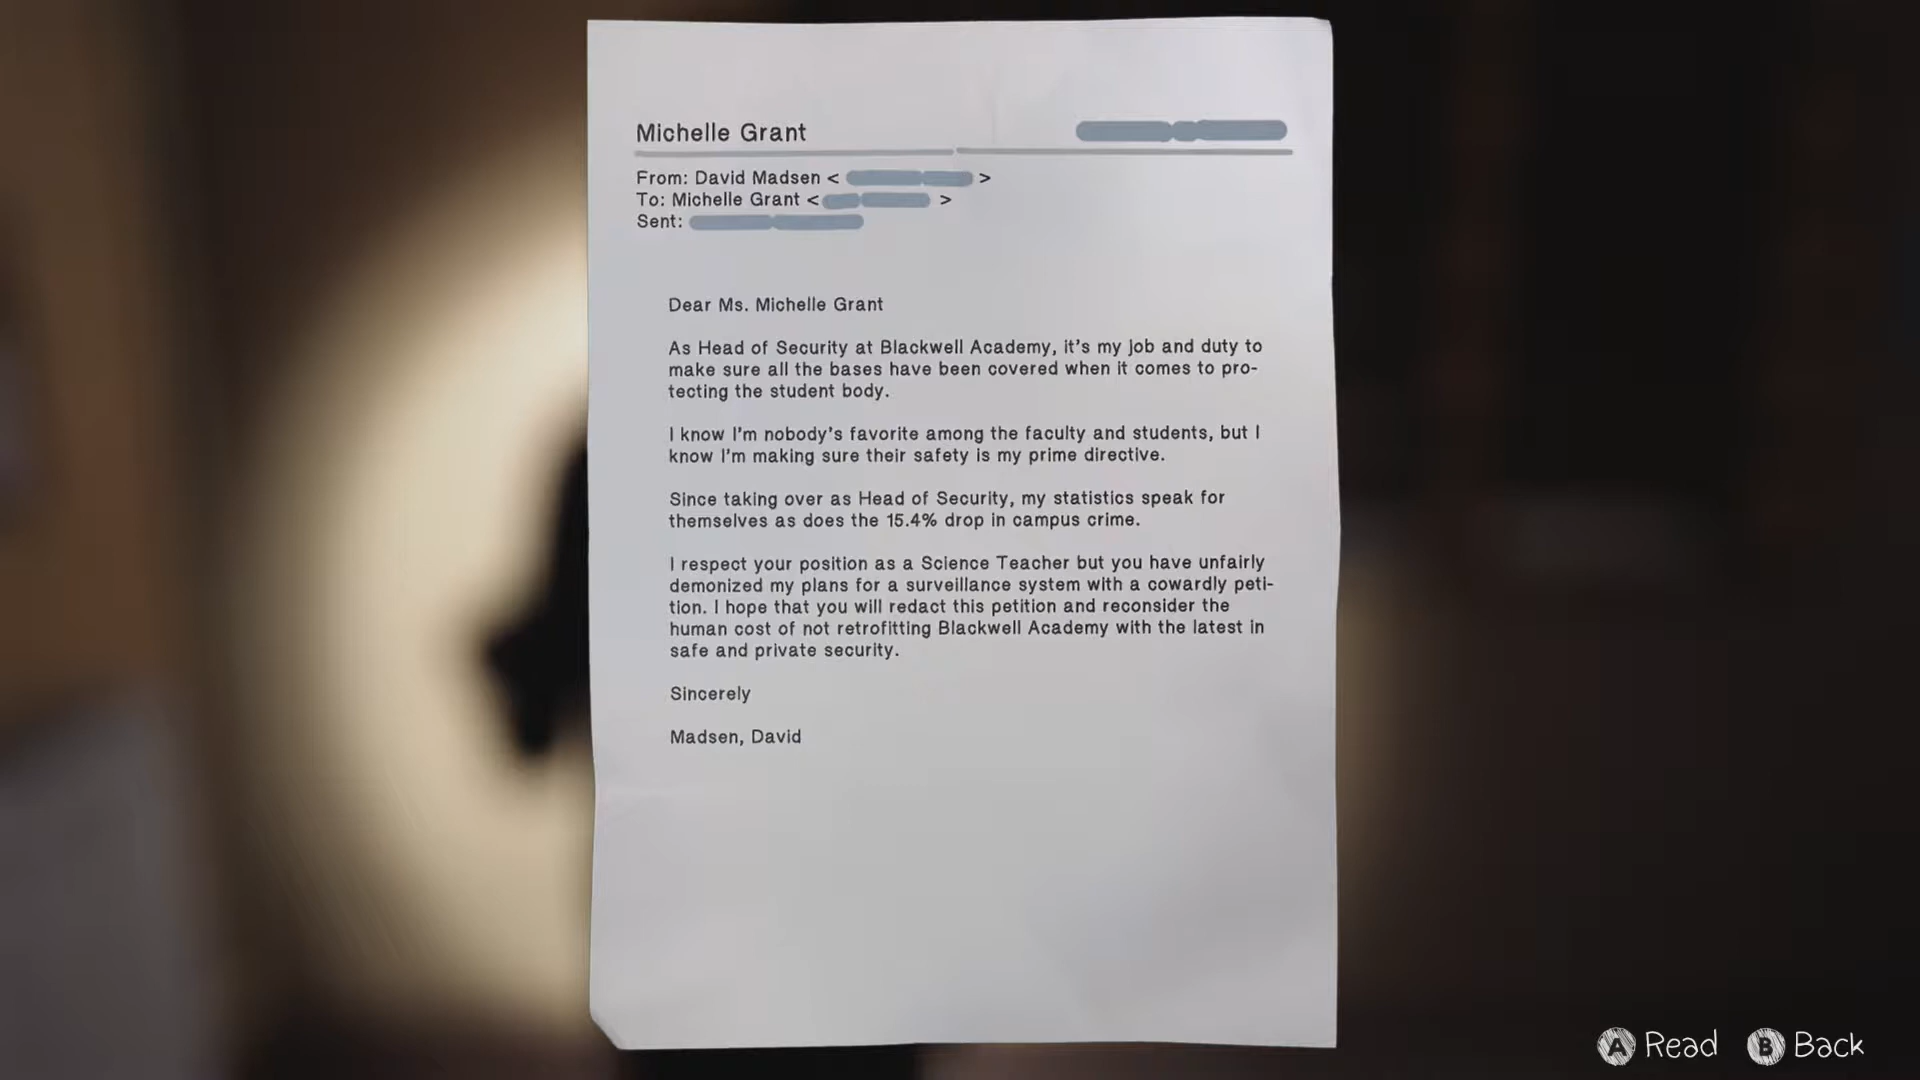 Michelle Grant
From: David Madsen < >
To: Michelle Grant < >
Sent:
Dear Ms. Michelle Grant
As Head of Security at Blackwell Academy, it's my job and duty to
make sure all the bases have been covered when it comes to pro-
tecting the student body.
I know I'm nobody's favorite among the faculty and students, but I
know I'm making sure their safety is my prime directive.
Since taking over as Head of Security, my statistics speak for
themselves as does the 15.4% drop in campus crime.
I respect your position as a Science Teacher but you have unfairly
demonized my plans for a surveillance system with a cowardly peti-
tion. I hope that you will redact this petition and reconsider the
human cost of not retrofitting Blackwell Academy with the latest in
safe and private security.
Sincerely
Madsen, David
A Read B Back